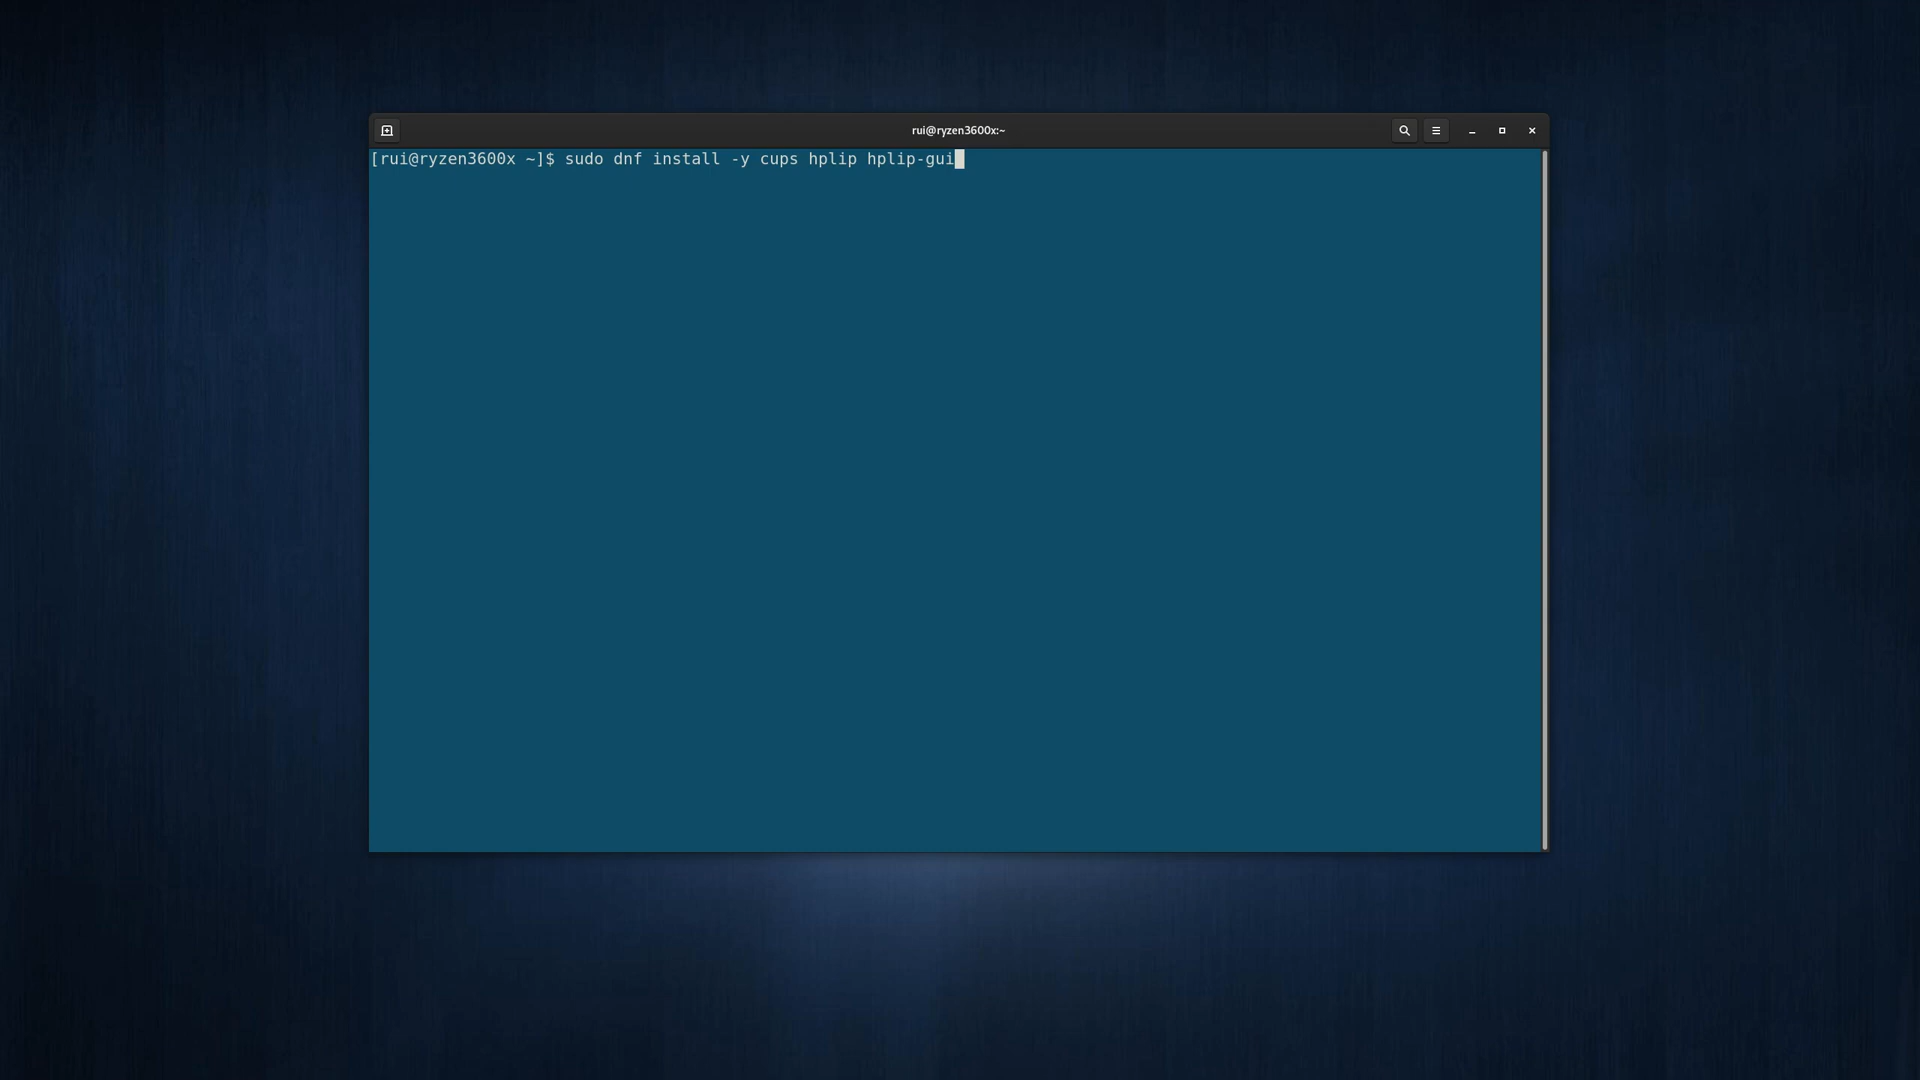 rui@ryzen3600x:~
[rui@ryzen3600x ~]$ sudo dnf install -y cups hplip hplip-gui